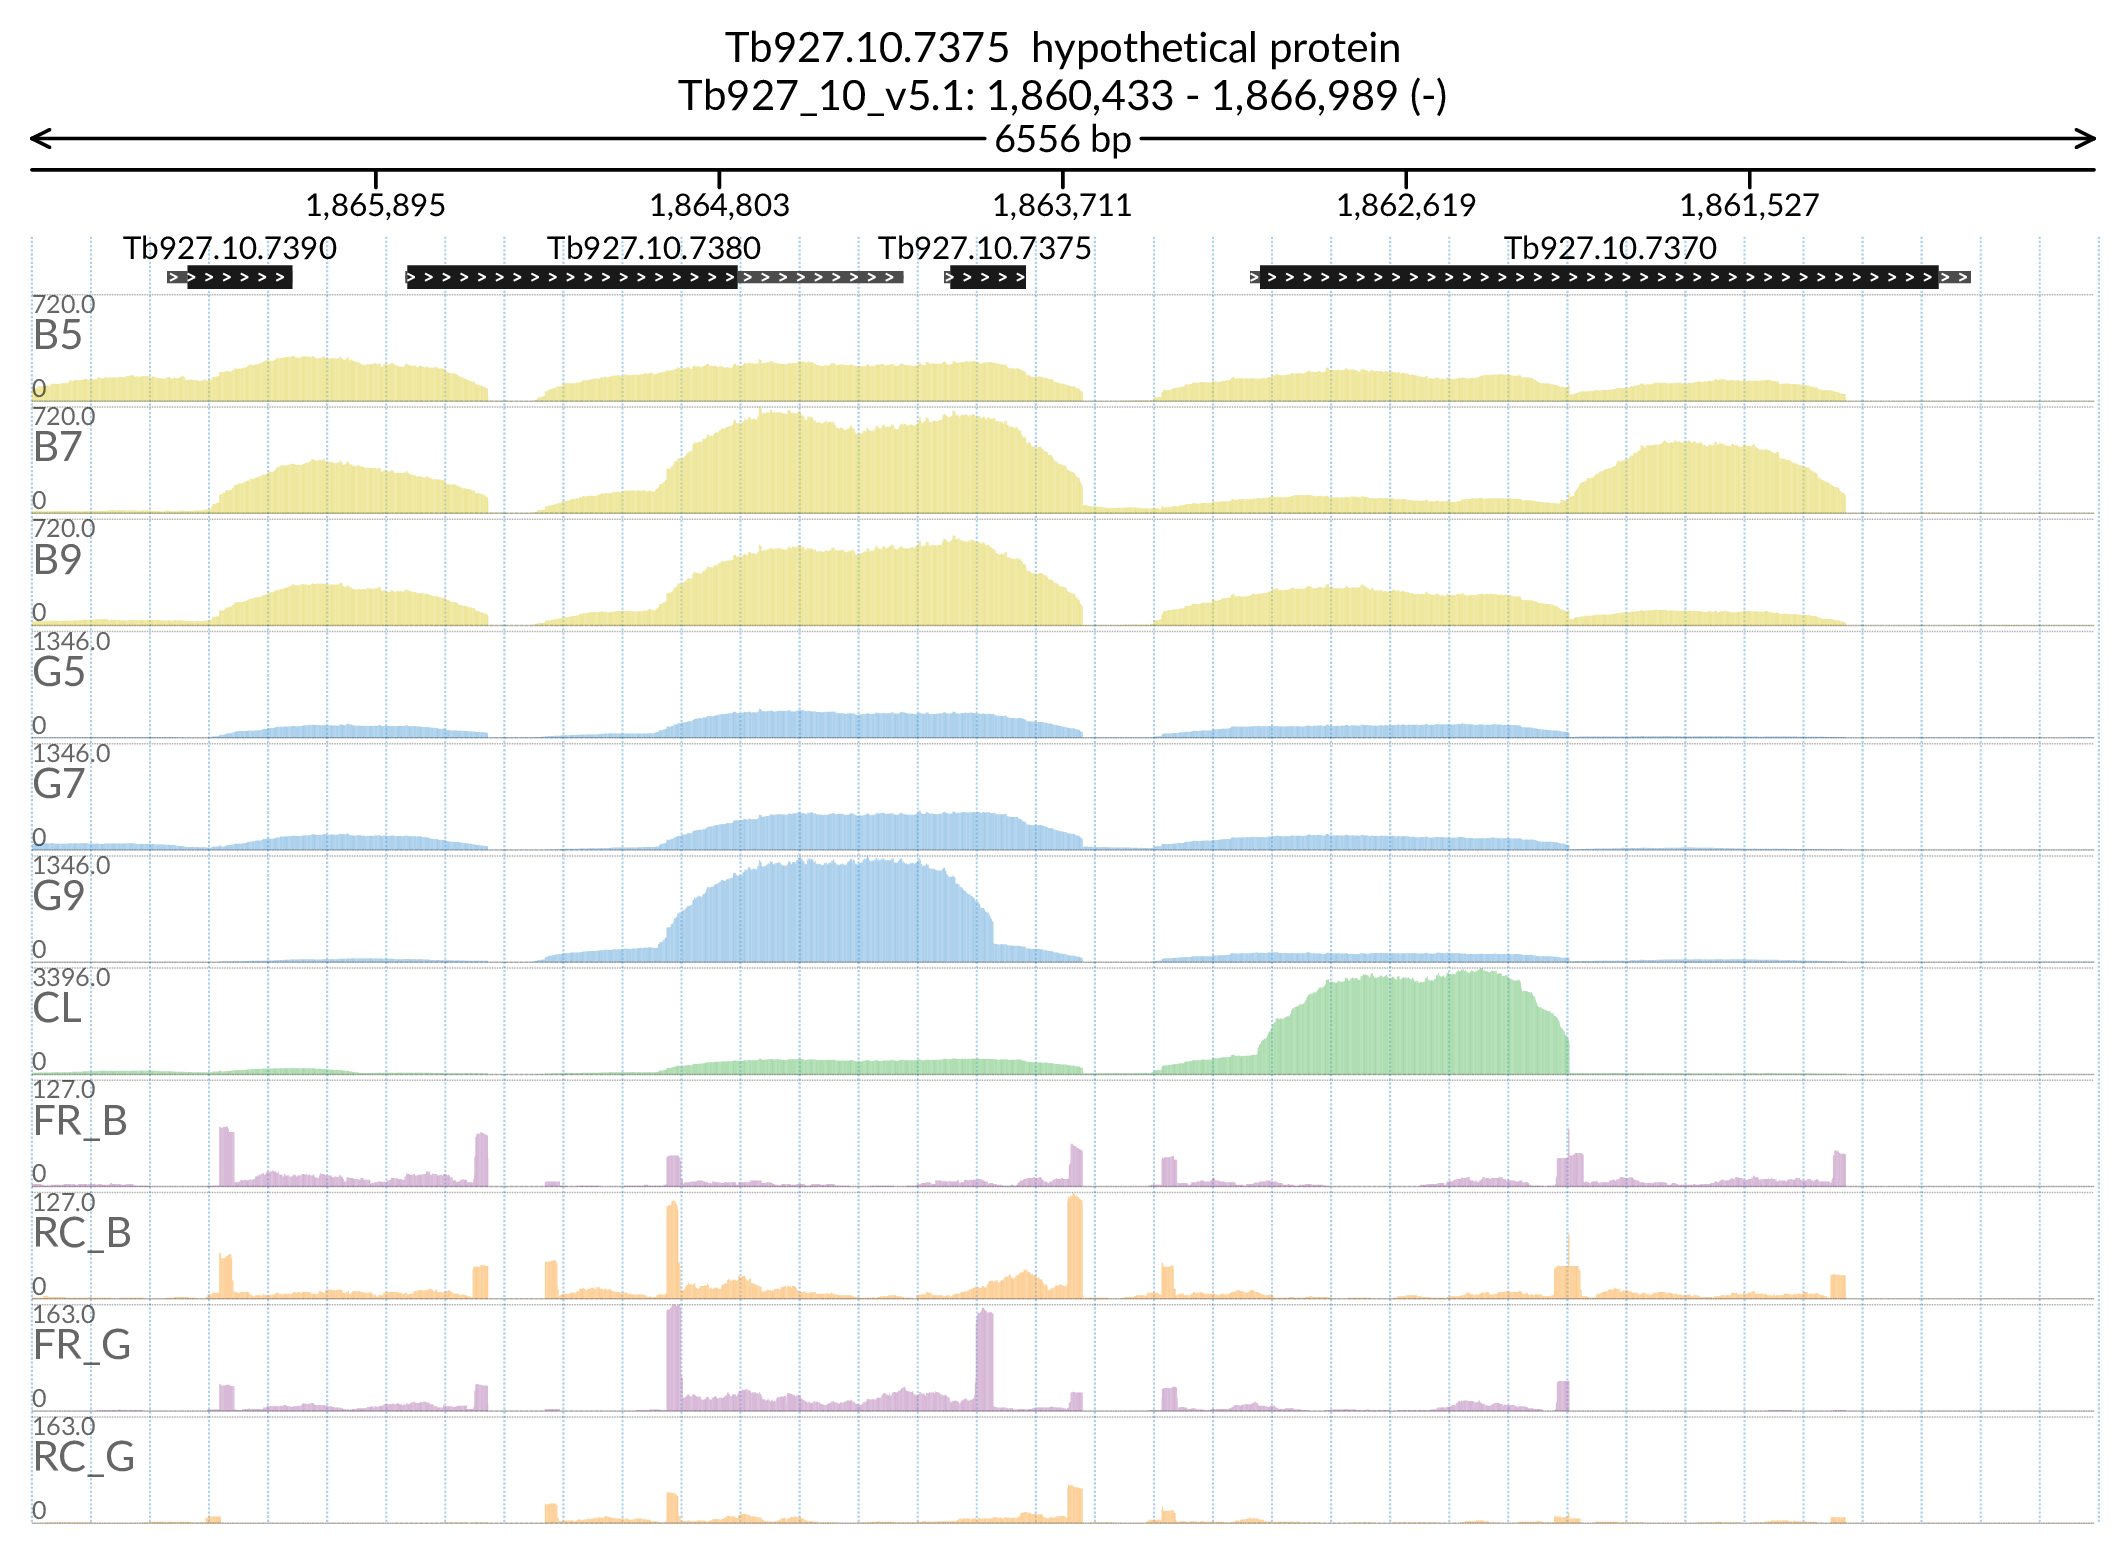 Tb927.10.7375  hypothetical protein
Tb927_10_v5.1: 1,860,433 - 1,866,989 (-)
6556 bp
1,865,895 1,864,803 1,863,711 1,862,619 1,861,527
Tb927.10.7390 Tb927.10.7380 Tb927.10.7375 Tb927.10.7370
720.0
B5
0
720.0
B7
0
720.0
B9
0
1346.0
G5
0
1346.0
G7
0
1346.0
G9
0
3396.0
CL
0
127.0
FR_B
0
127.0
RC_B
0
163.0
FR_G
0
163.0
RC_G
0